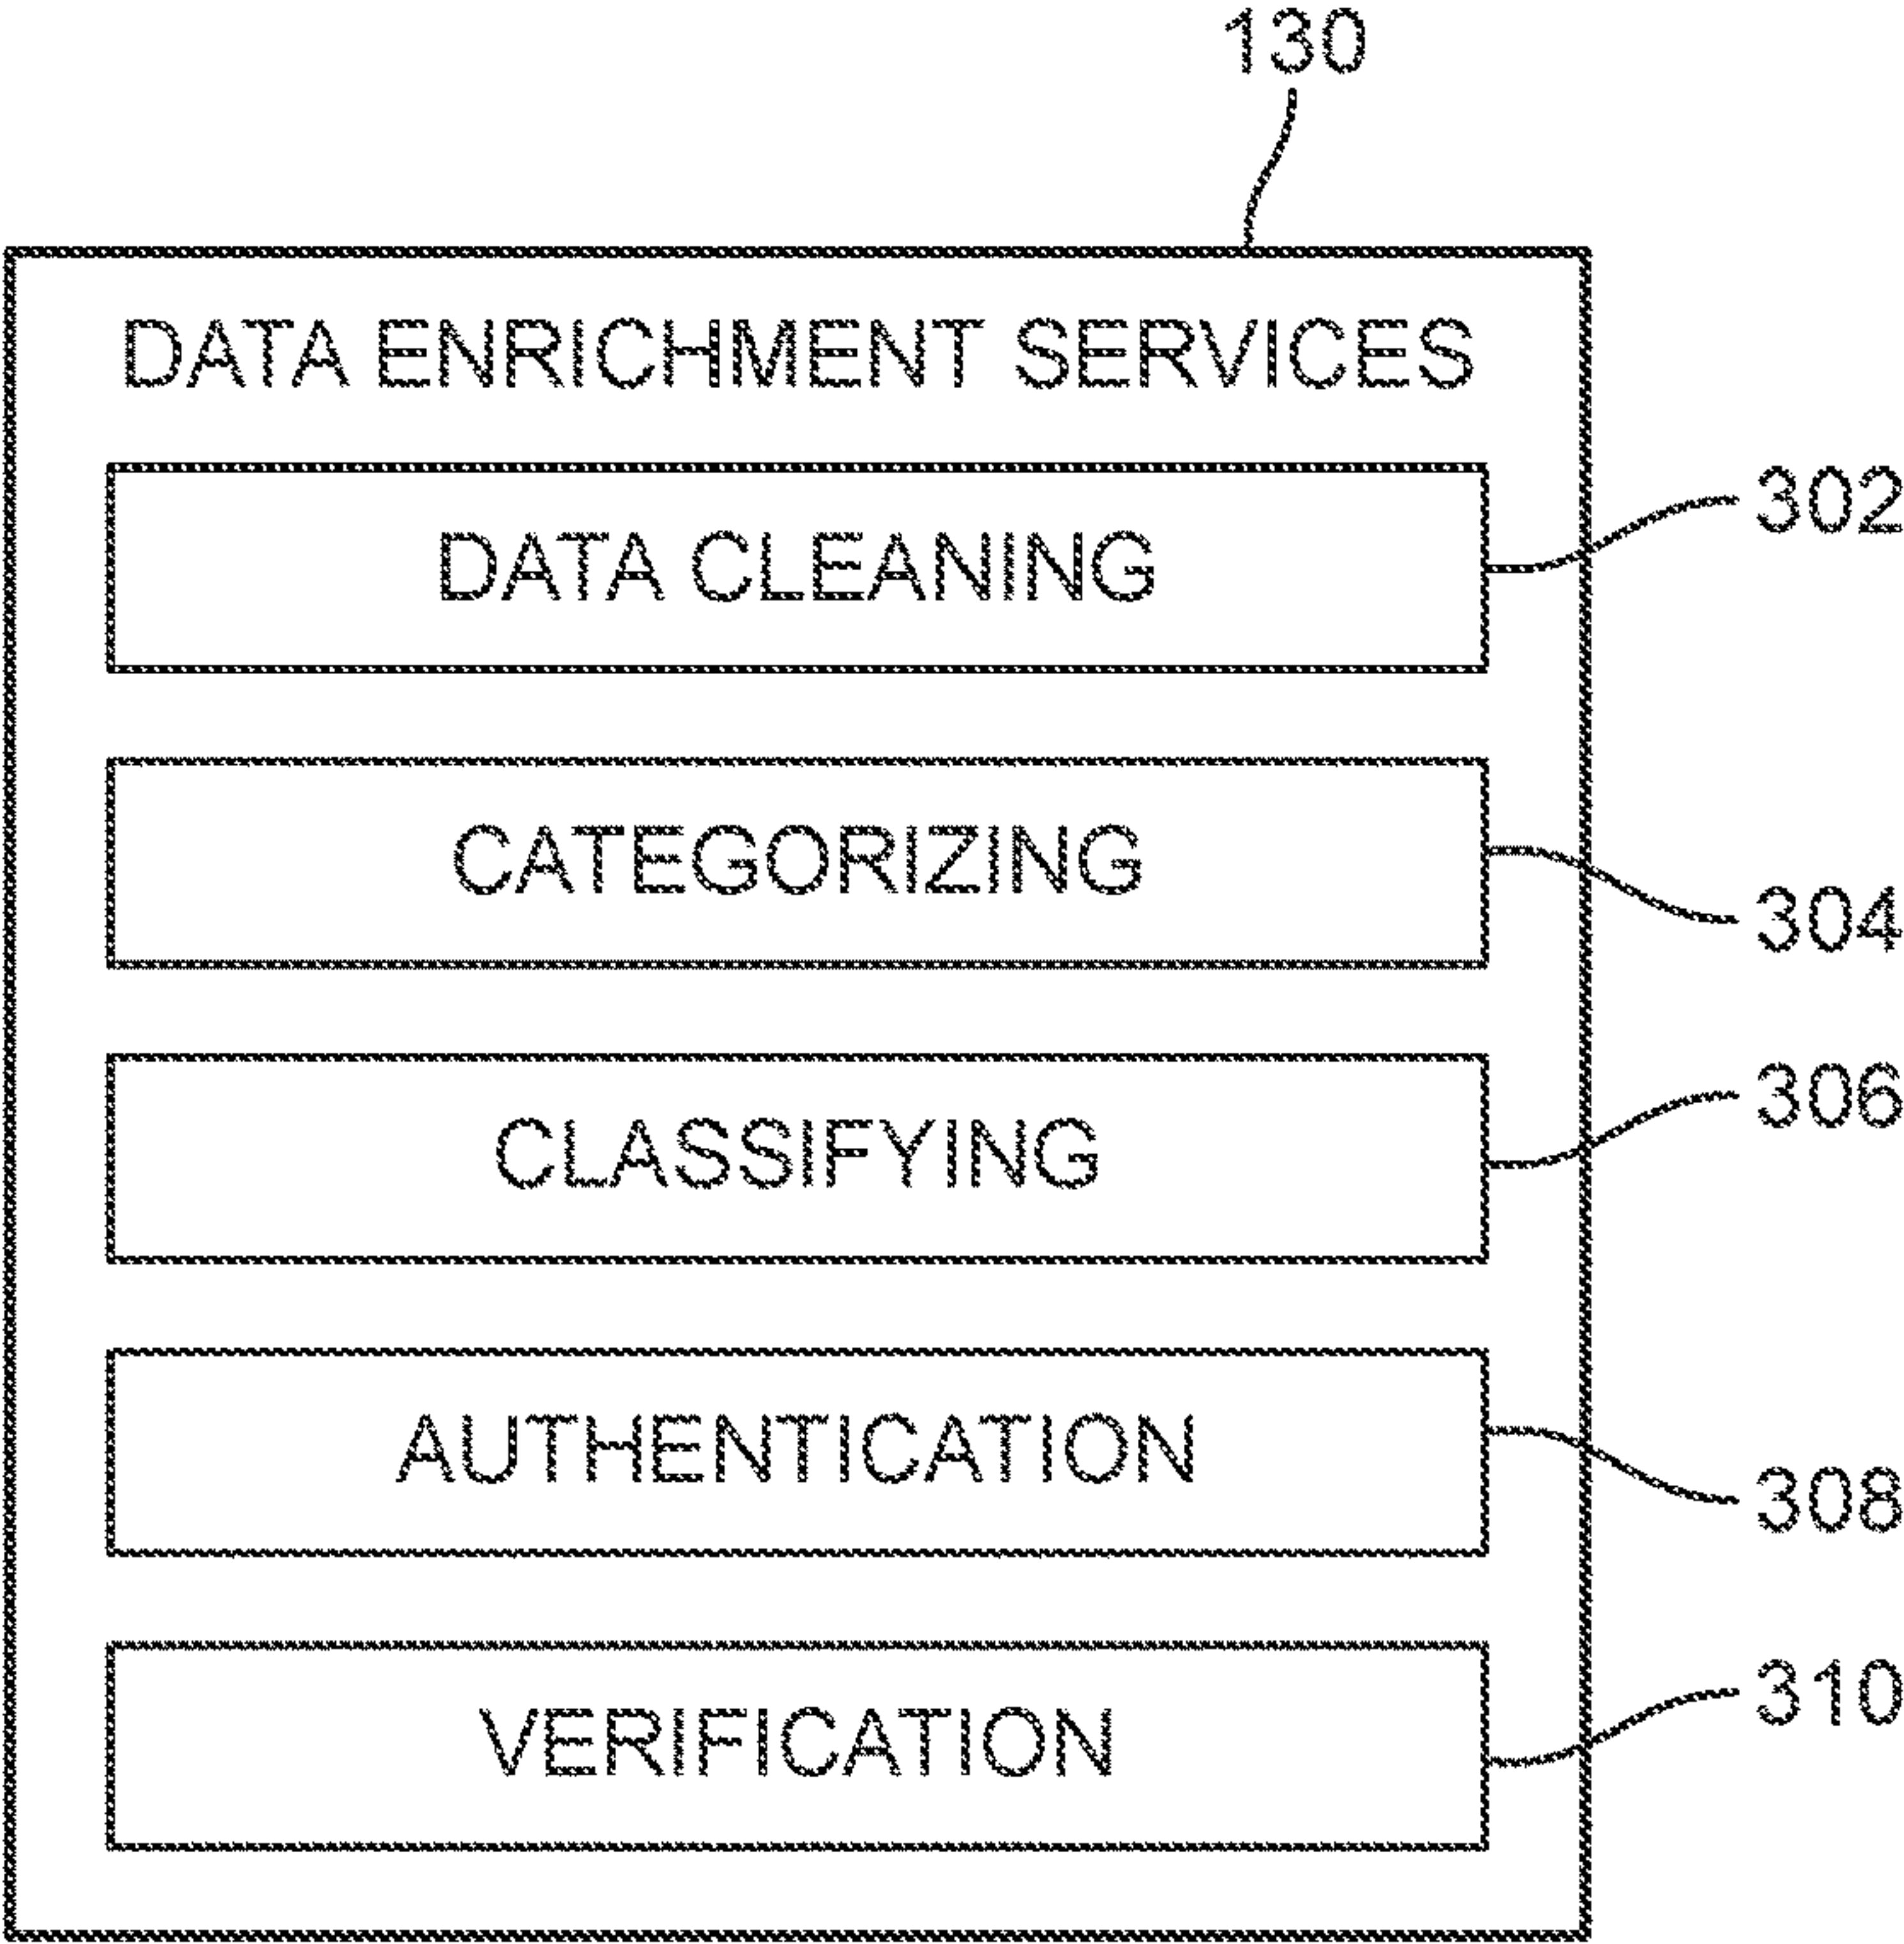 130
DATA ENRICHMENT SERVICES
DATA CLEANING
302
CATEGORIZING
304
CLASSIFYING
306
AUTHENTICATION
308
VERIFICATION
310